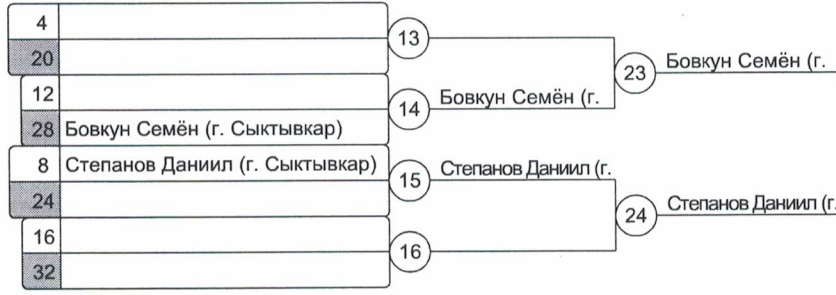 4
13
20
23 Бовкун Семён (г.
12
14 Бовкун Семён (г.
28 Бовкун Семён (г. Сыктывкар)
8 Степанов Даниил (г. Сыктывкар)
15 Степанов Даниил (г.
24
24 Степанов Даниил (г.
16
16
32